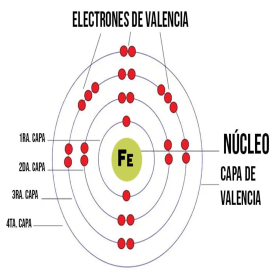 ELECTRONES DE VALENCIA
1RA. CAPA
2DA. CAPA
3RA. CAPA
4TA. CAPA
FE
NÚCLEO
CAPA DE
VALENCIA